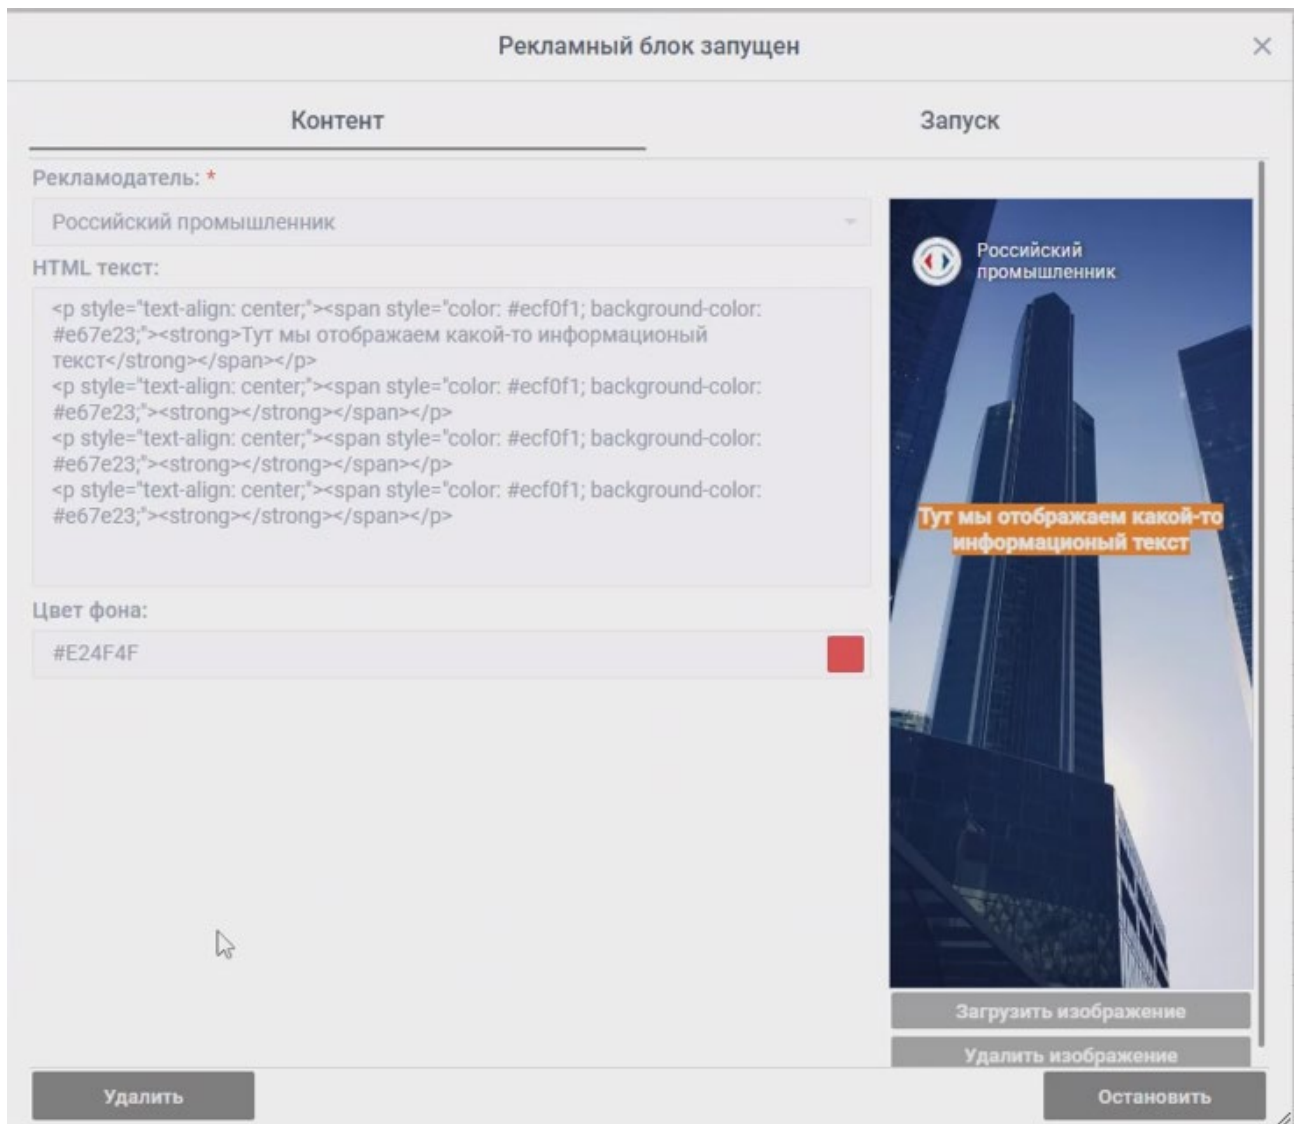 Рекламный блок запущен
Контент
Запуск
Рекламодатель: *
Российский промышленник
HTML текст:
<p style="text-align: center;"><span style="color: #ecf0f1; background-color:
#e67e23;"><strong>Тут мы отображаем какой-то информационый
текст</strong></span></p>
<p style="text-align: center;"><span style="color: #ecf0f1; background-color:
#e67e23;"><strong></strong></span></p>
<p style="text-align: center;"><span style="color: #ecf0f1; background-color:
#e67e23;"><strong></strong></span></p>
<p style="text-align: center;"><span style="color: #ecf0f1; background-color:
#e67e23;"><strong></strong></span></p>
Цвет фона:
#E24F4F
Российский
промышленник
Тут мы отображаем какой-то
информационый текст
Загрузить изображение
Удалить изображение
Удалить
Остановить